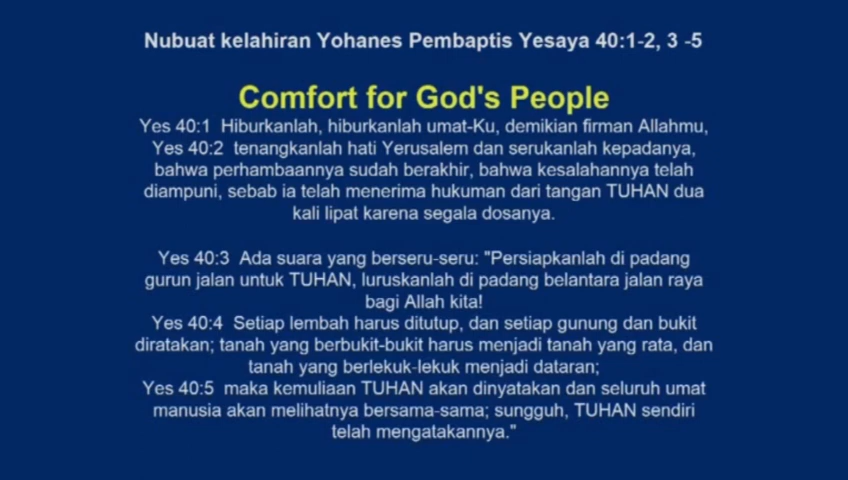 Nubuat kelahiran Yohanes Pembaptis Yesaya 40:1-2, 3 -5
Comfort for God's People
Yes 40:1  Hiburkanlah, hiburkanlah umat-Ku, demikian firman Allahmu,
Yes 40:2  tenangkanlah hati Yerusalem dan serukanlah kepadanya,
bahwa perhambaannya sudah berakhir, bahwa kesalahannya telah
diampuni, sebab ia telah menerima hukuman dari tangan TUHAN dua
kali lipat karena segala dosanya.
Yes 40:3  Ada suara yang berseru-seru: "Persiapkanlah di padang
gurun jalan untuk TUHAN, luruskanlah di padang belantara jalan raya
bagi Allah kita!
Yes 40:4  Setiap lembah harus ditutup, dan setiap gunung dan bukit
diratakan; tanah yang berbukit-bukit harus menjadi tanah yang rata, dan
tanah yang berlekuk-lekuk menjadi dataran;
Yes 40:5  maka kemuliaan TUHAN akan dinyatakan dan seluruh umat
manusia akan melihatnya bersama-sama; sungguh, TUHAN sendiri
telah mengatakannya."